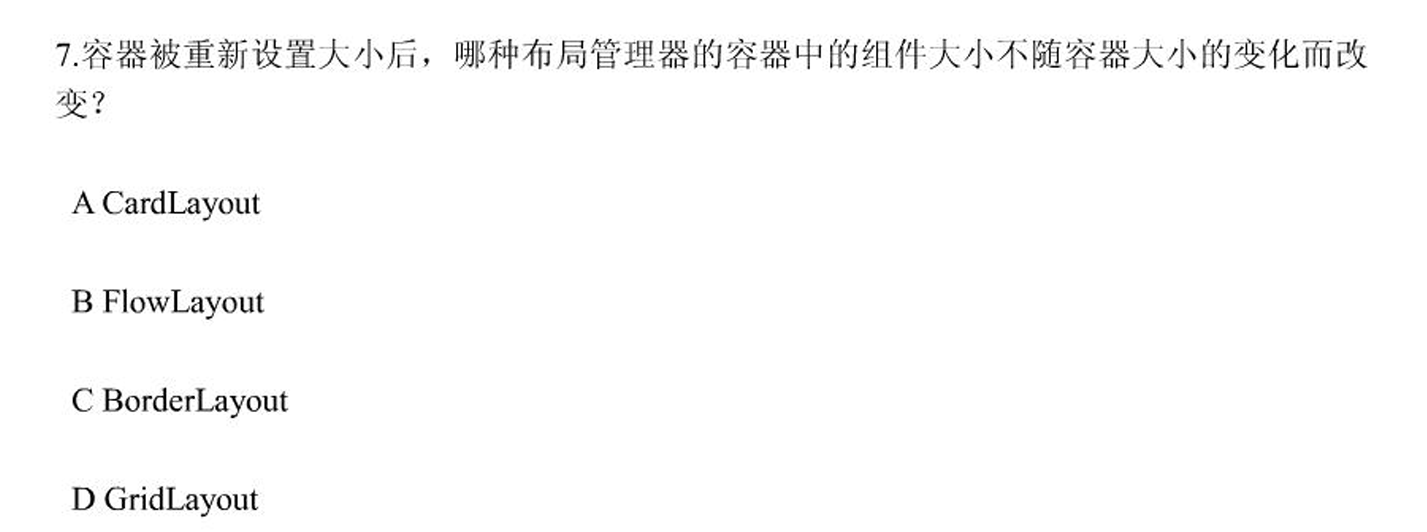 7.容器被重新设置大小后，哪种布局管理器的容器中的组件大小不随容器大小的变化而改
变？
A CardLayout
B FlowLayout
C BorderLayout
D GridLayout